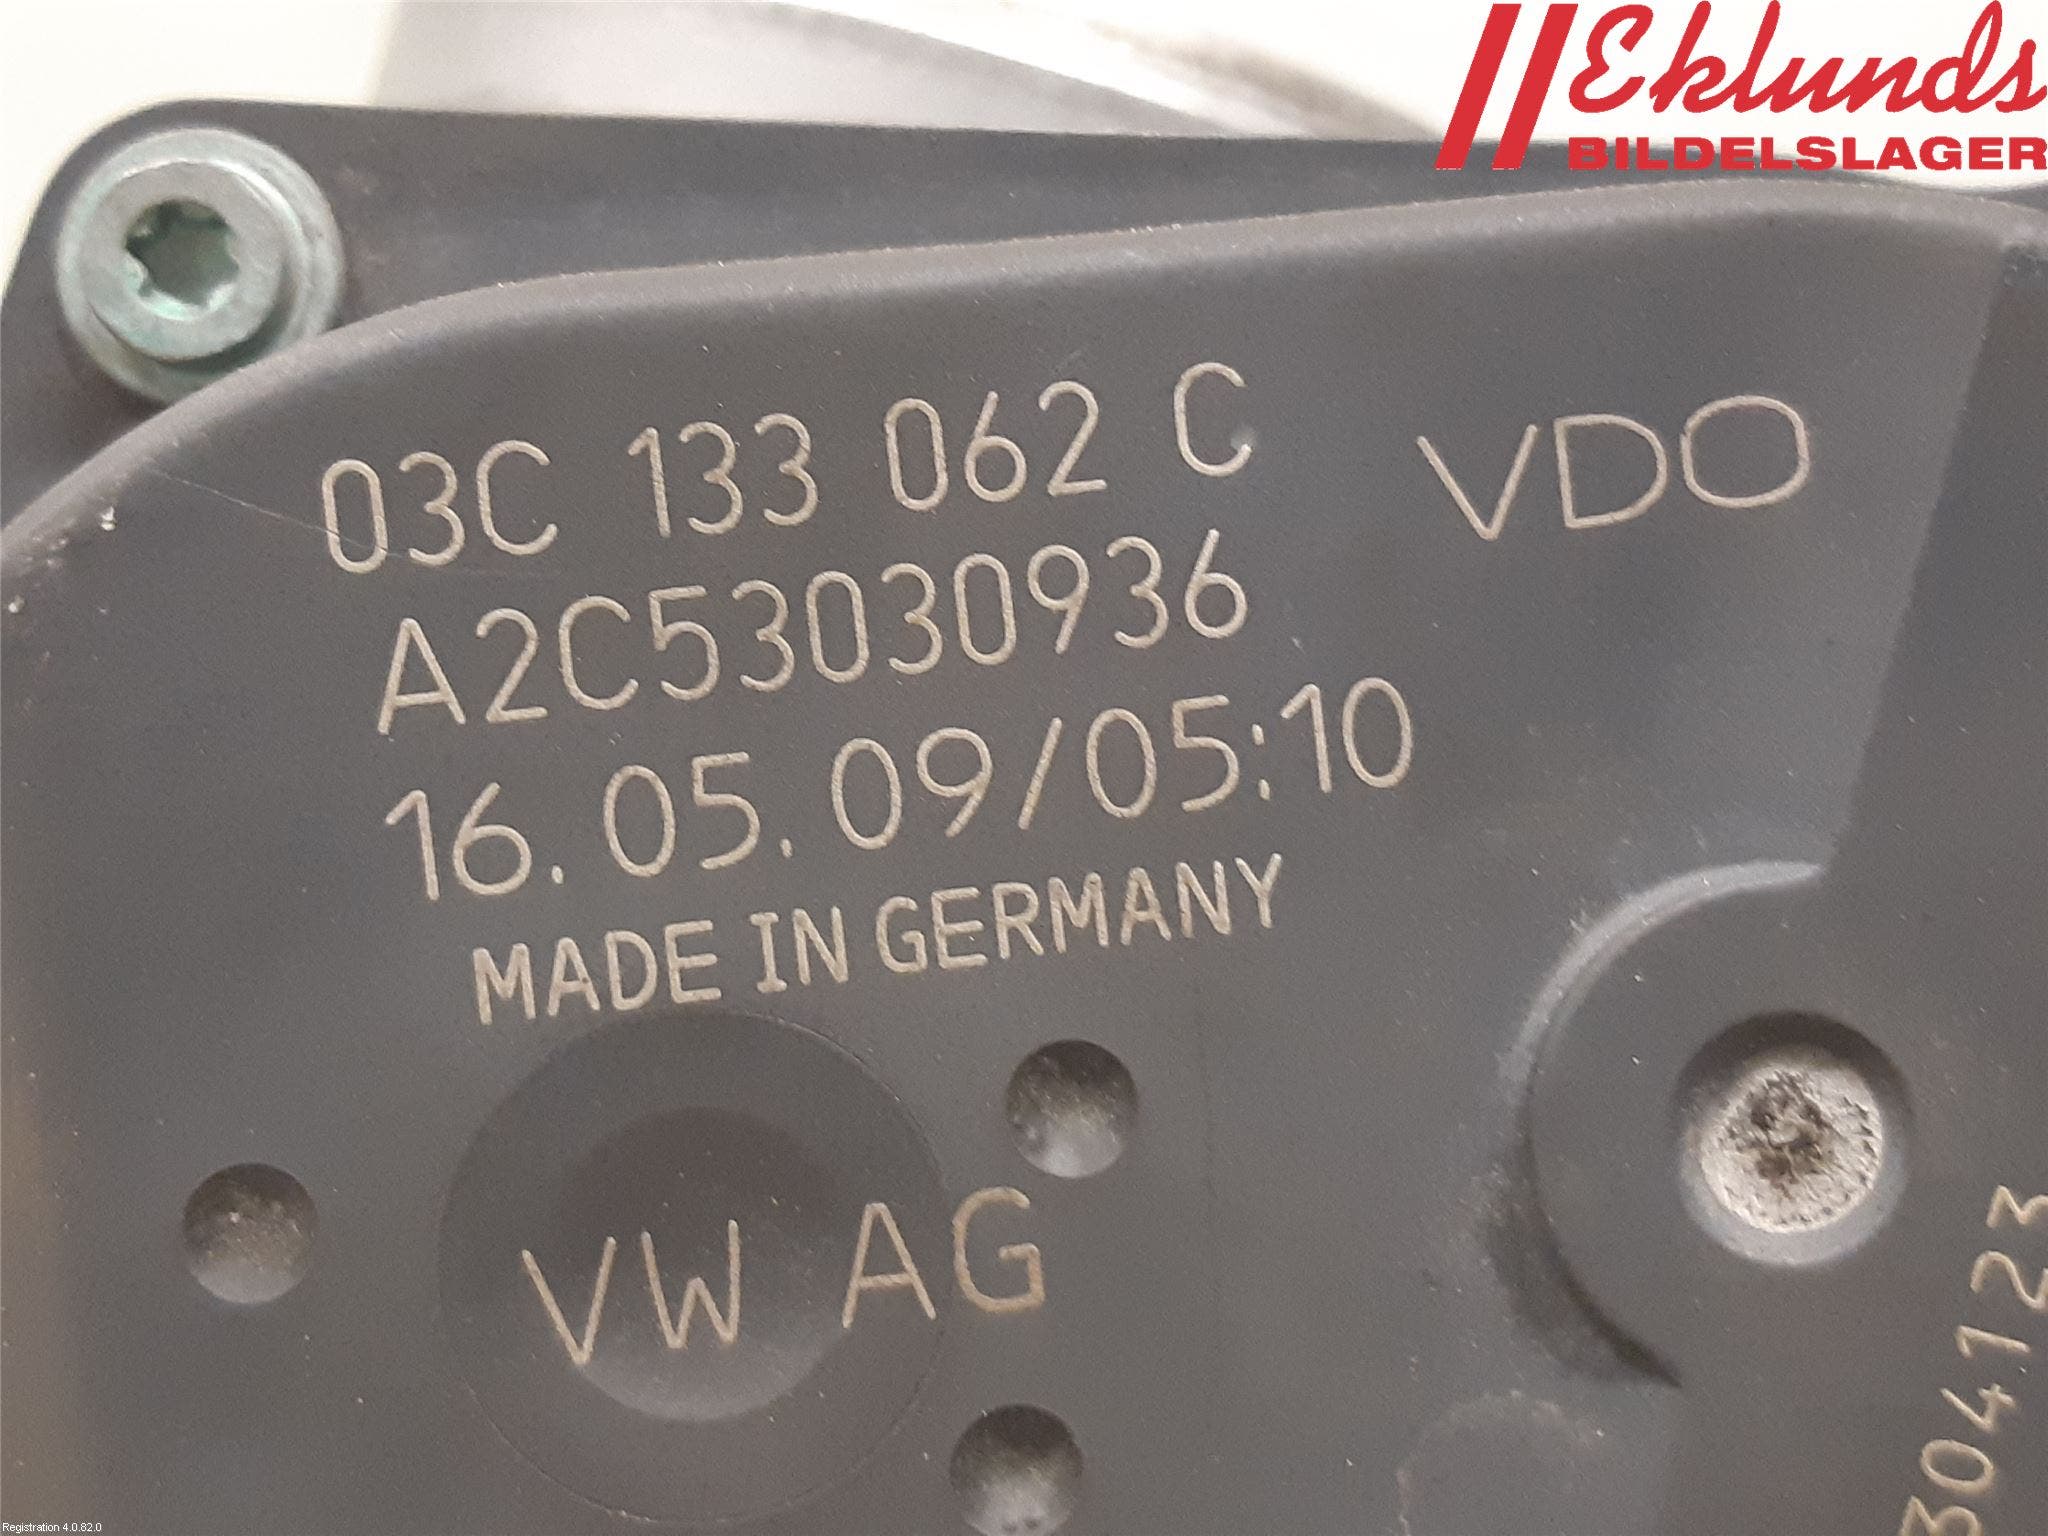 Eklunds
BILDELSLAGER
03C 133 062 C
VDO
A2C53030936
16.05.09/05:10
MADE IN GERMANY
VW AG
304123
Registration 4.0.82.0